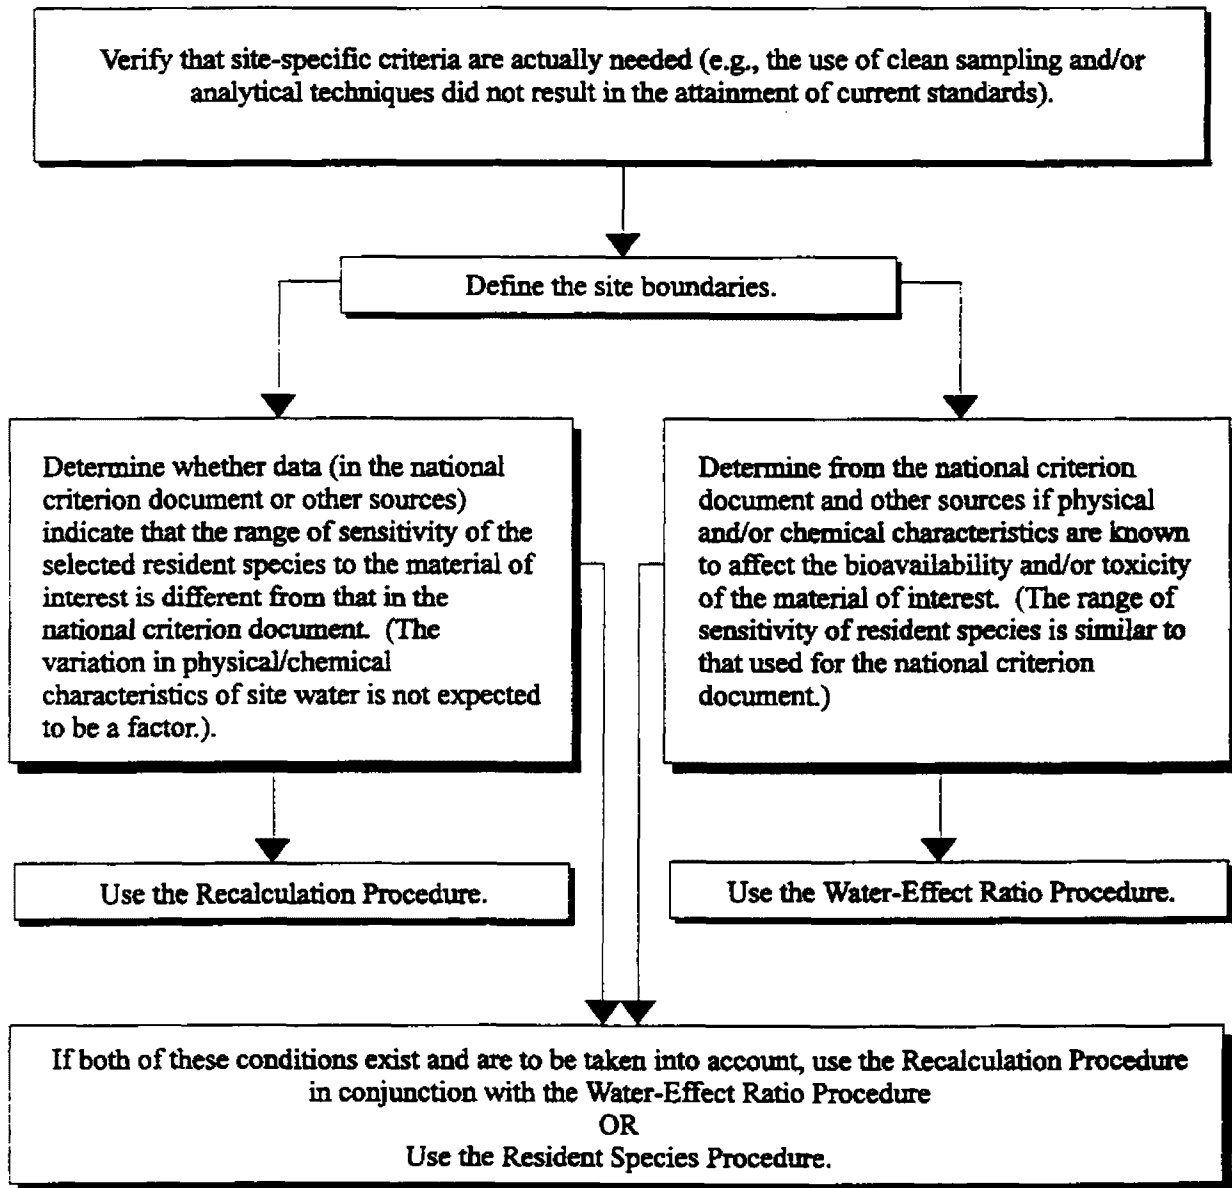 Verify that site-specific criteria are actually needed (e.g., the use of clean sampling and/or
analytical techniques did not result in the attainment of current standards).
Define the site boundaries.
Determine whether data (in the national
criterion document or other sources)
indicate that the range of sensitivity of the
selected resident species to the material of
interest is different from that in the
national criterion document. (The
variation in physical/chemical
characteristics of site water is not expected
to be a factor.).
Determine from the national criterion
document and other sources if physical
and/or chemical characteristics are known
to affect the bioavailability and/or toxicity
of the material of interest. (The range of
sensitivity of resident species is similar to
that used for the national criterion
document.)
Use the Recalculation Procedure.
Use the Water-Effect Ratio Procedure.
If both of these conditions exist and are to be taken into account, use the Recalculation Procedure
in conjunction with the Water-Effect Ratio Procedure
OR
Use the Resident Species Procedure.